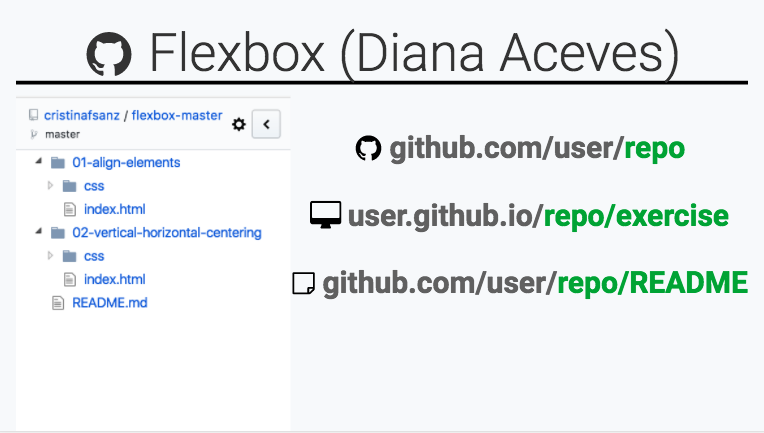 Flexbox (Diana Aceves)
cristinafsanz / flexbox-master
master
01-align-elements
css
index.html
02-vertical-horizontal-centering
css
index.html
README.md
github.com/user/repo
user.github.io/repo/exercise
github.com/user/repo/README